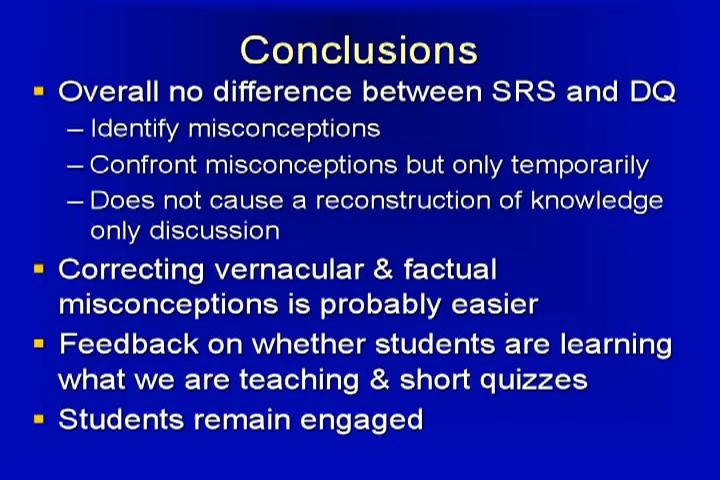 Conclusions
Overall no difference between SRS and DQ
– Identify misconceptions
– Confront misconceptions but only temporarily
– Does not cause a reconstruction of knowledge
only discussion
Correcting vernacular & factual
misconceptions is probably easier
Feedback on whether students are learning
what we are teaching & short quizzes
Students remain engaged